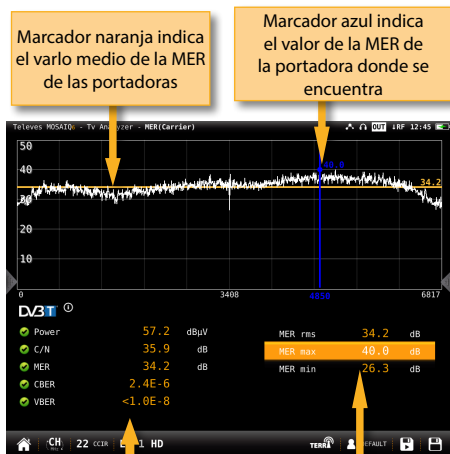 Marcador naranja indica
el varlo medio de la MER
de las portadoras
Marcador azul indica
el valor de la MER de
la portadora donde se
encuentra
Televes MOSAIQ6 - Tv Analyzer - MER(Carrier)
OUT RF 12:45
50
40
30
20
10
40.0
34.2
0
3408
4858
6817
DVB T
Power 57.2 dBµV
C/N 35.9 dB
MER 34.2 dB
CBER 2.4E-6
VBER <1.0E-8
MER rms 34.2 dB
MER max 40.0 dB
MER min 26.3 dB
CH
22 CCIR
1 HD
TERR
DEFAULT